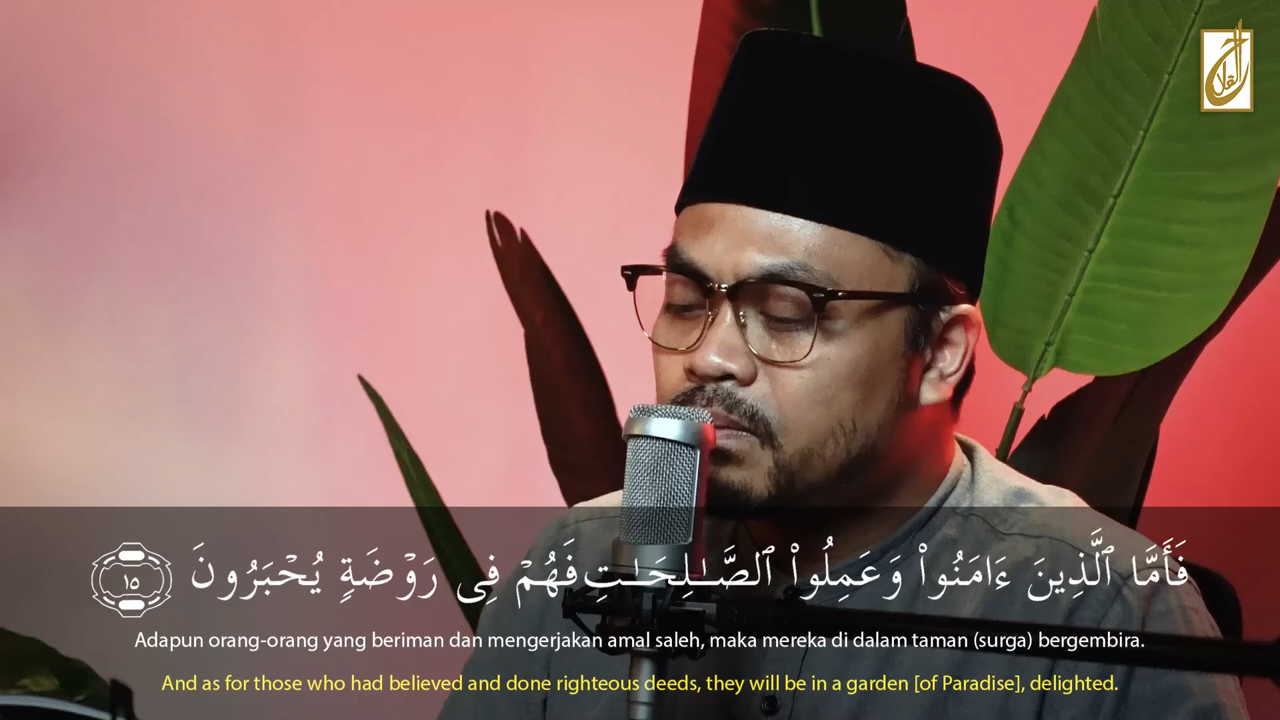 العلاج
فَأَمَّا ٱلَّذِينَ ءَامَنُوا۟ وَعَمِلُوا۟ ٱلصَّـٰلِحَـٰتِ فَهُمْ فِى رَوْضَةٍ يُحْبَرُونَ ١٥
Adapun orang-orang yang beriman dan mengerjakan amal saleh, maka mereka di dalam taman (surga) bergembira.
And as for those who had believed and done righteous deeds, they will be in a garden [of Paradise], delighted.